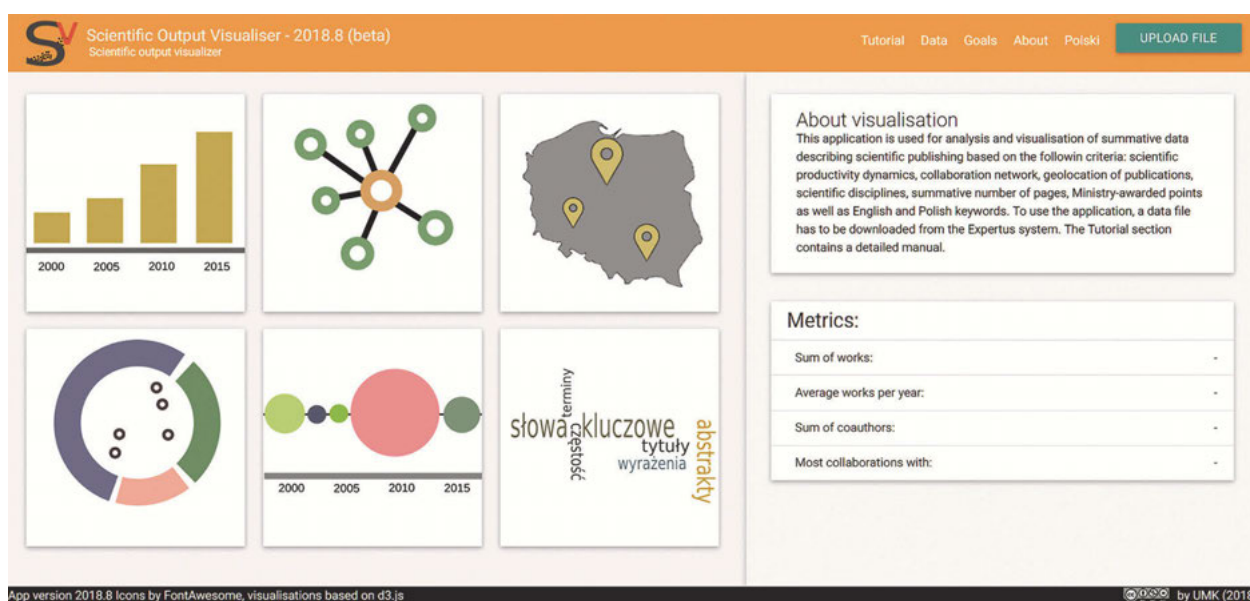 SV
Scientific Output Visualiser - 2018.8 (beta)
Scientific output visualizer
Tutorial Data Goals About Polski UPLOAD FILE
2000 2005 2010 2015
About visualisation
This application is used for analysis and visualisation of summative data
describing scientific publishing based on the followin criteria: scientific
productivity dynamics, collaboration network, geolocation of publications,
scientific disciplines, summative number of pages, Ministry-awarded points
as well as English and Polish keywords. To use the application, a data file
has to be downloaded from the Expertus system. The Tutorial section
contains a detailed manual.
2000 2005 2010 2015
terminy
słowa kluczowe
częstość
tytuły
wyrażenia
abstrakty
Metrics:
Sum of works: -
Average works per year: -
Sum of coauthors: -
Most collaborations with: -
App version 2018.8 Icons by FontAwesome, visualisations based on d3.js
by UMK (2018